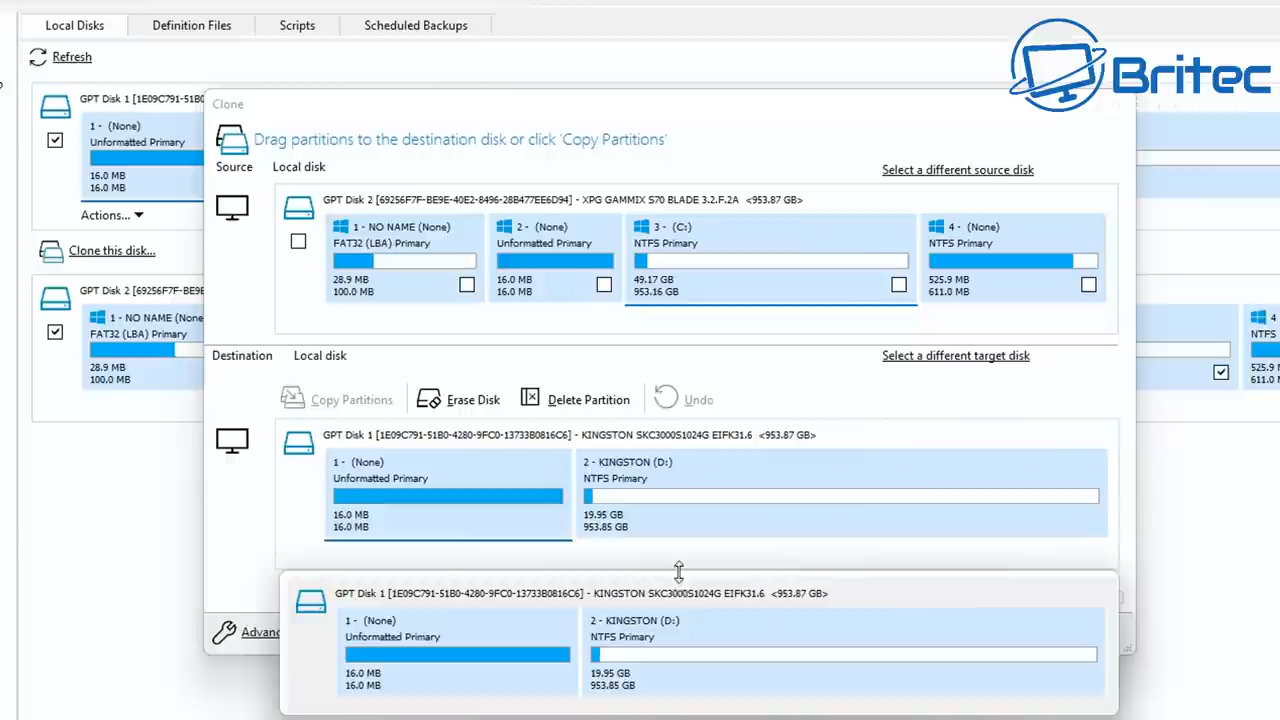 Local Disks
Definition Files
Scripts
Scheduled Backups
Britec
Refresh
GPT Disk 1 [1E09C791-51B0
1 - (None)
Unformatted Primary
16.0 MB
16.0 MB
Actions...
Clone this disk...
GPT Disk 2 [69256F7F-BE9E
1 - NO NAME (None
FAT32 (LBA) Primary
28.9 MB
100.0 MB
Clone
Drag partitions to the destination disk or click 'Copy Partitions'
Source
Local disk
Select a different source disk
GPT Disk 2 [69256F7F-BE9E-40E2-8496-28B477EE6D94] - XPG GAMMIX S70 BLADE 3.2.F.2A <953.87 GB>
1 - NO NAME (None)
FAT32 (LBA) Primary
28.9 MB
100.0 MB
2 - (None)
Unformatted Primary
16.0 MB
16.0 MB
3 - (C:)
NTFS Primary
49.17 GB
953.16 GB
4 - (None)
NTFS Primary
525.9 MB
611.0 MB
Destination
Local disk
Select a different target disk
Copy Partitions
Erase Disk
Delete Partition
Undo
GPT Disk 1 [1E09C791-51B0-4280-9FC0-13733B0816C6] - KINGSTON SKC3000S1024G EIFK31.6 <953.87 GB>
1 - (None)
Unformatted Primary
16.0 MB
16.0 MB
2 - KINGSTON (D:)
NTFS Primary
19.95 GB
953.85 GB
4
NTFS
525.9
611.0
Advanc
GPT Disk 1 [1E09C791-51B0-4280-9FC0-13733B0816C6] - KINGSTON SKC3000S1024G EIFK31.6 <953.87 GB>
1 - (None)
Unformatted Primary
16.0 MB
16.0 MB
2 - KINGSTON (D:)
NTFS Primary
19.95 GB
953.85 GB